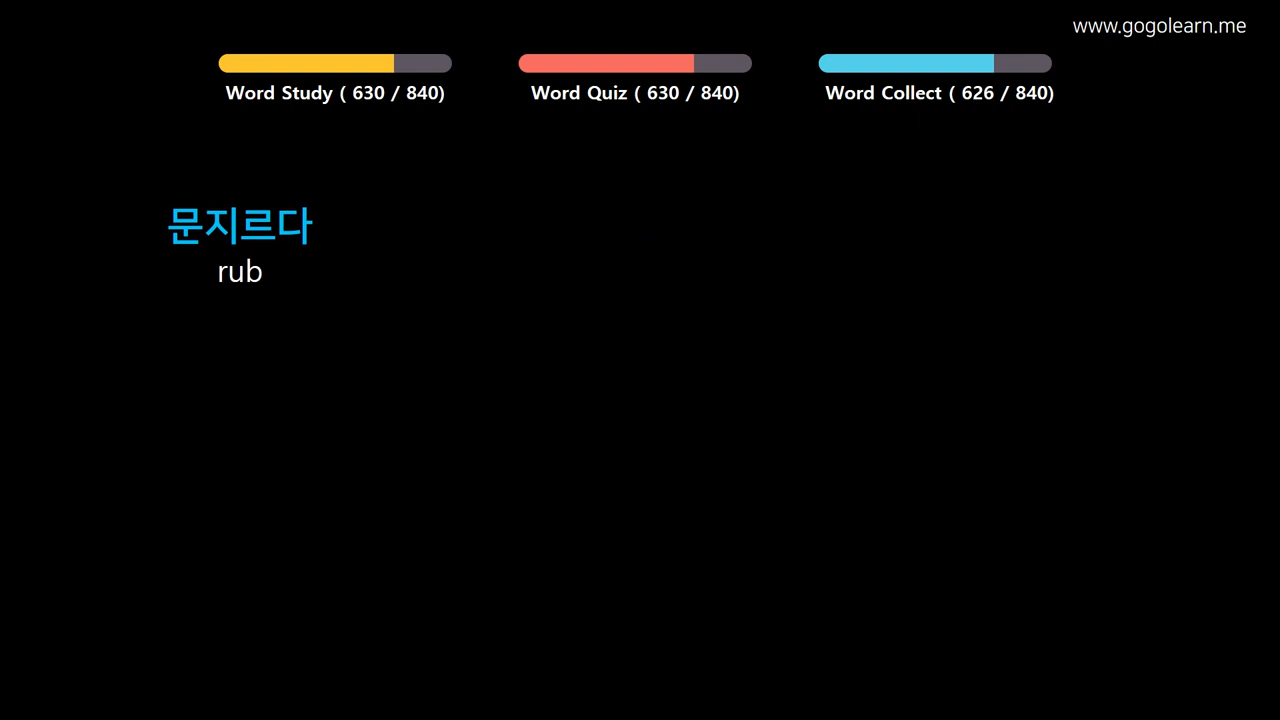 www.gogolearn.me
Word Study ( 630 / 840)
Word Quiz ( 630 / 840)
Word Collect ( 626 / 840)
문지르다
rub